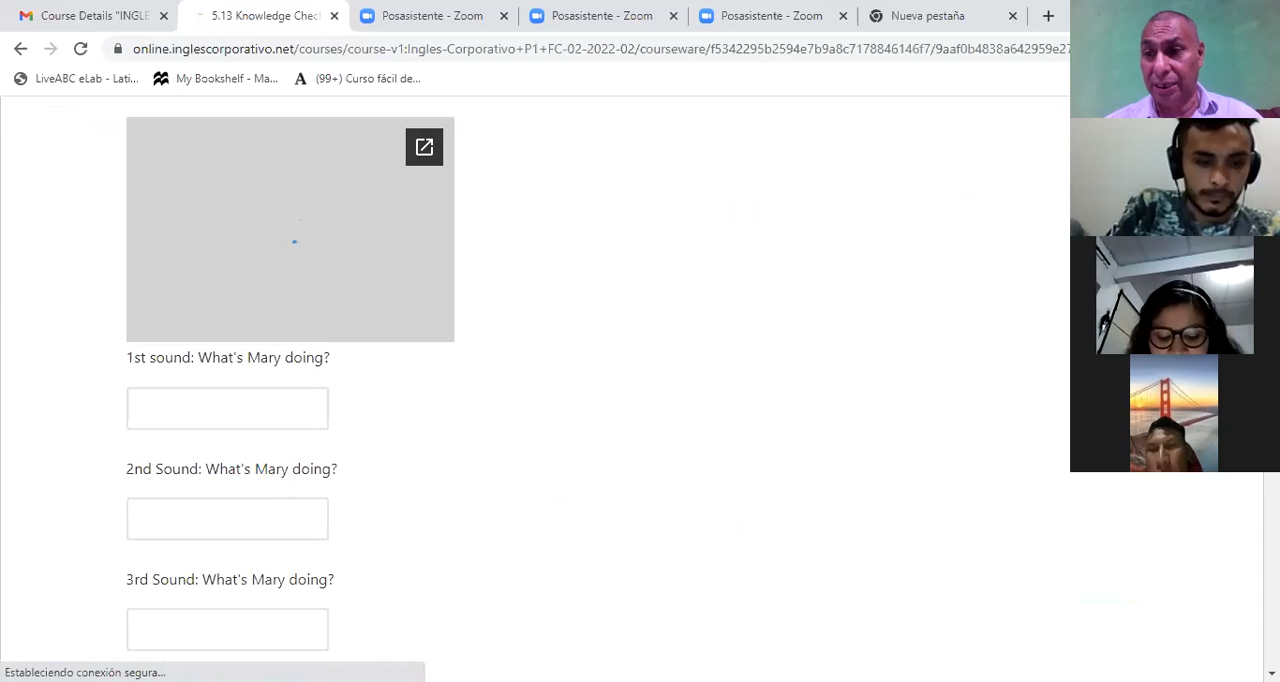 Course Details "INGLE
5.13 Knowledge Chec
Posasistente - Zoom
Posasistente - Zoom
Posasistente - Zoom
Nueva pestaña
online.inglescorporativo.net/courses/course-v1:Ingles-Corporativo+P1+FC-02-2022-02/courseware/f5342295b2594e7b9a8c7178846146f7/9aaf0b4838a642959e27
LiveABC eLab - Lati...
My Bookshelf - Ma...
(99+) Curso fácil de...
1st sound: What's Mary doing?
2nd Sound: What's Mary doing?
3rd Sound: What's Mary doing?
Estableciendo conexión segura...